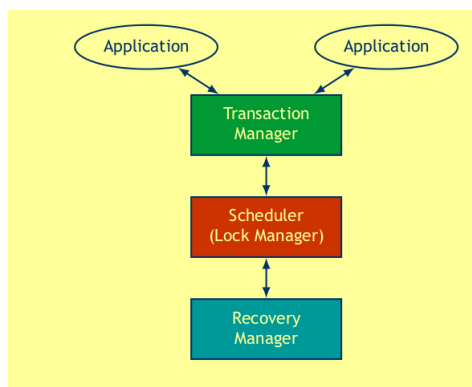 Application
Application
Transaction
Manager
Scheduler
(Lock Manager)
Recovery
Manager